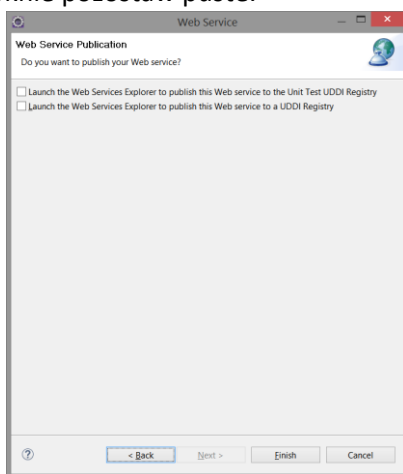 pozostaw puste.
Web Service
Web Service Publication
Do you want to publish your Web service?
Launch the Web Services Explorer to publish this Web service to the Unit Test UDDI Registry
Launch the Web Services Explorer to publish this Web service to a UDDI Registry
< Back Next > Finish Cancel